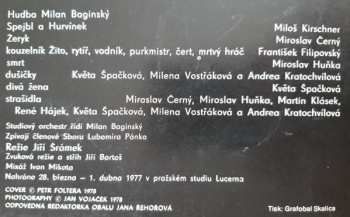 Hudba Milan Baginský
Spejbl a Hurvínek Miloš Kirschner
Žeryk Miroslav Černý
kouzelník Žito, rytíř, vodník, purkmistr, čert, mrtvý hráč František Filipovský
smrt Miroslav Huňka
dušičky Květa Špačková, Milena Vostřáková a Andrea Kratochvílová
divá žena Květa Špačková
strašidla Miroslav Černý, Miroslav Huňka, Martin Klásek,
René Hájek, Květa Špačková, Milena Vostřáková a Andrea Kratochvílová
Studiový orchestr řídí Milan Baginský
Zpívají členové Sboru Lubomíra Pánka
Režie Jiří Šrámek
Zvuková režie a střih Jiří Bartoš
Mixáž Ivan Mikota
Nahráno 28. března - 1. dubna 1977 v pražském studiu Lucerna
COVER © PETR FOLTERA 1978
PHOTOGRAPHY © JAN VOJÁČEK 1978
ODPOVĚDNÁ REDAKTORKA OBALU JANA ŘEHOŘOVÁ
Tisk: Grafobal Skalica